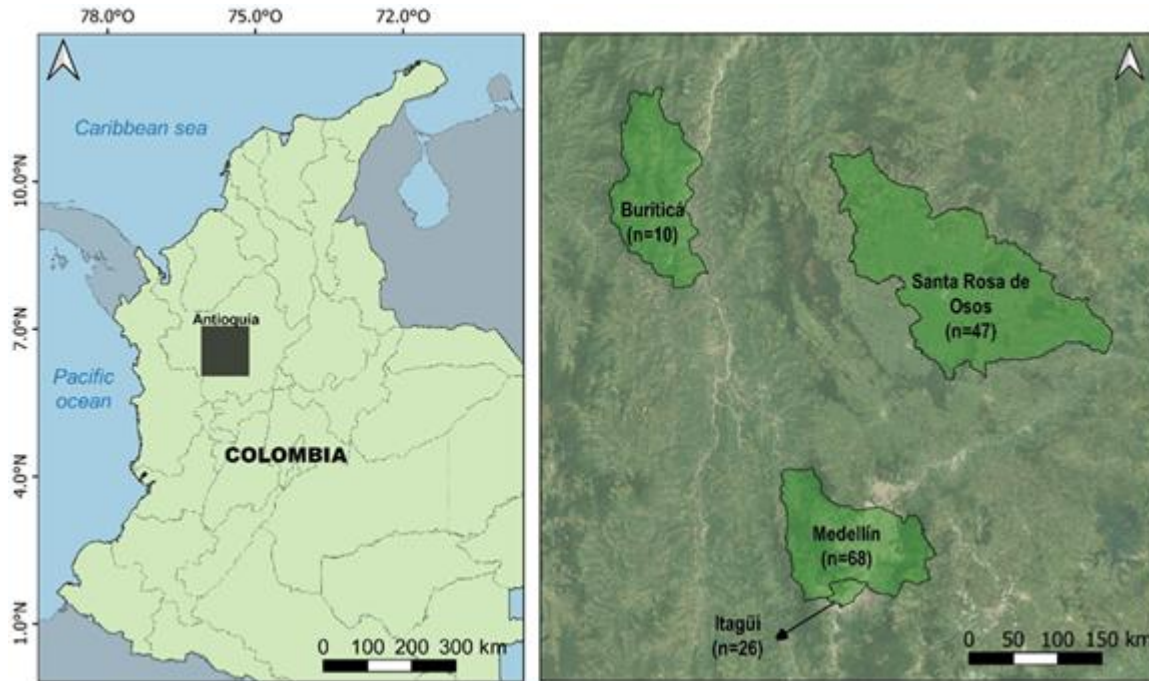 78.0°O 75.0°O 72.0°O
10.0°N
7.0°N
4.0°N
1.0°N
Caribbean sea
Antioquia
Pacific
ocean
COLOMBIA
0 100 200 300 km
Buriticá
(n=10)
Santa Rosa de
Osos
(n=47)
Medellín
(n=68)
Itagüi
(n=26)
0 50 100 150 km